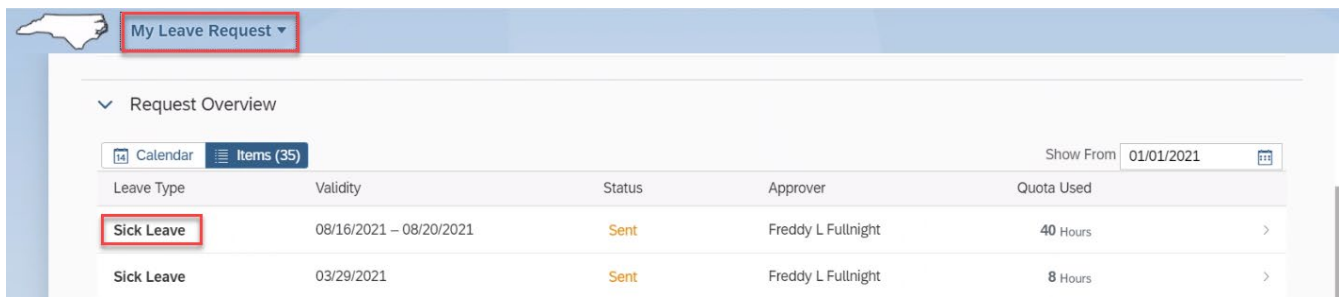 My Leave Request
Request Overview
14 Calendar Items (35) Show From 01/01/2021
Leave Type Validity Status Approver Quota Used
Sick Leave 08/16/2021 – 08/20/2021 Sent Freddy L Fullnight 40 Hours
Sick Leave 03/29/2021 Sent Freddy L Fullnight 8 Hours